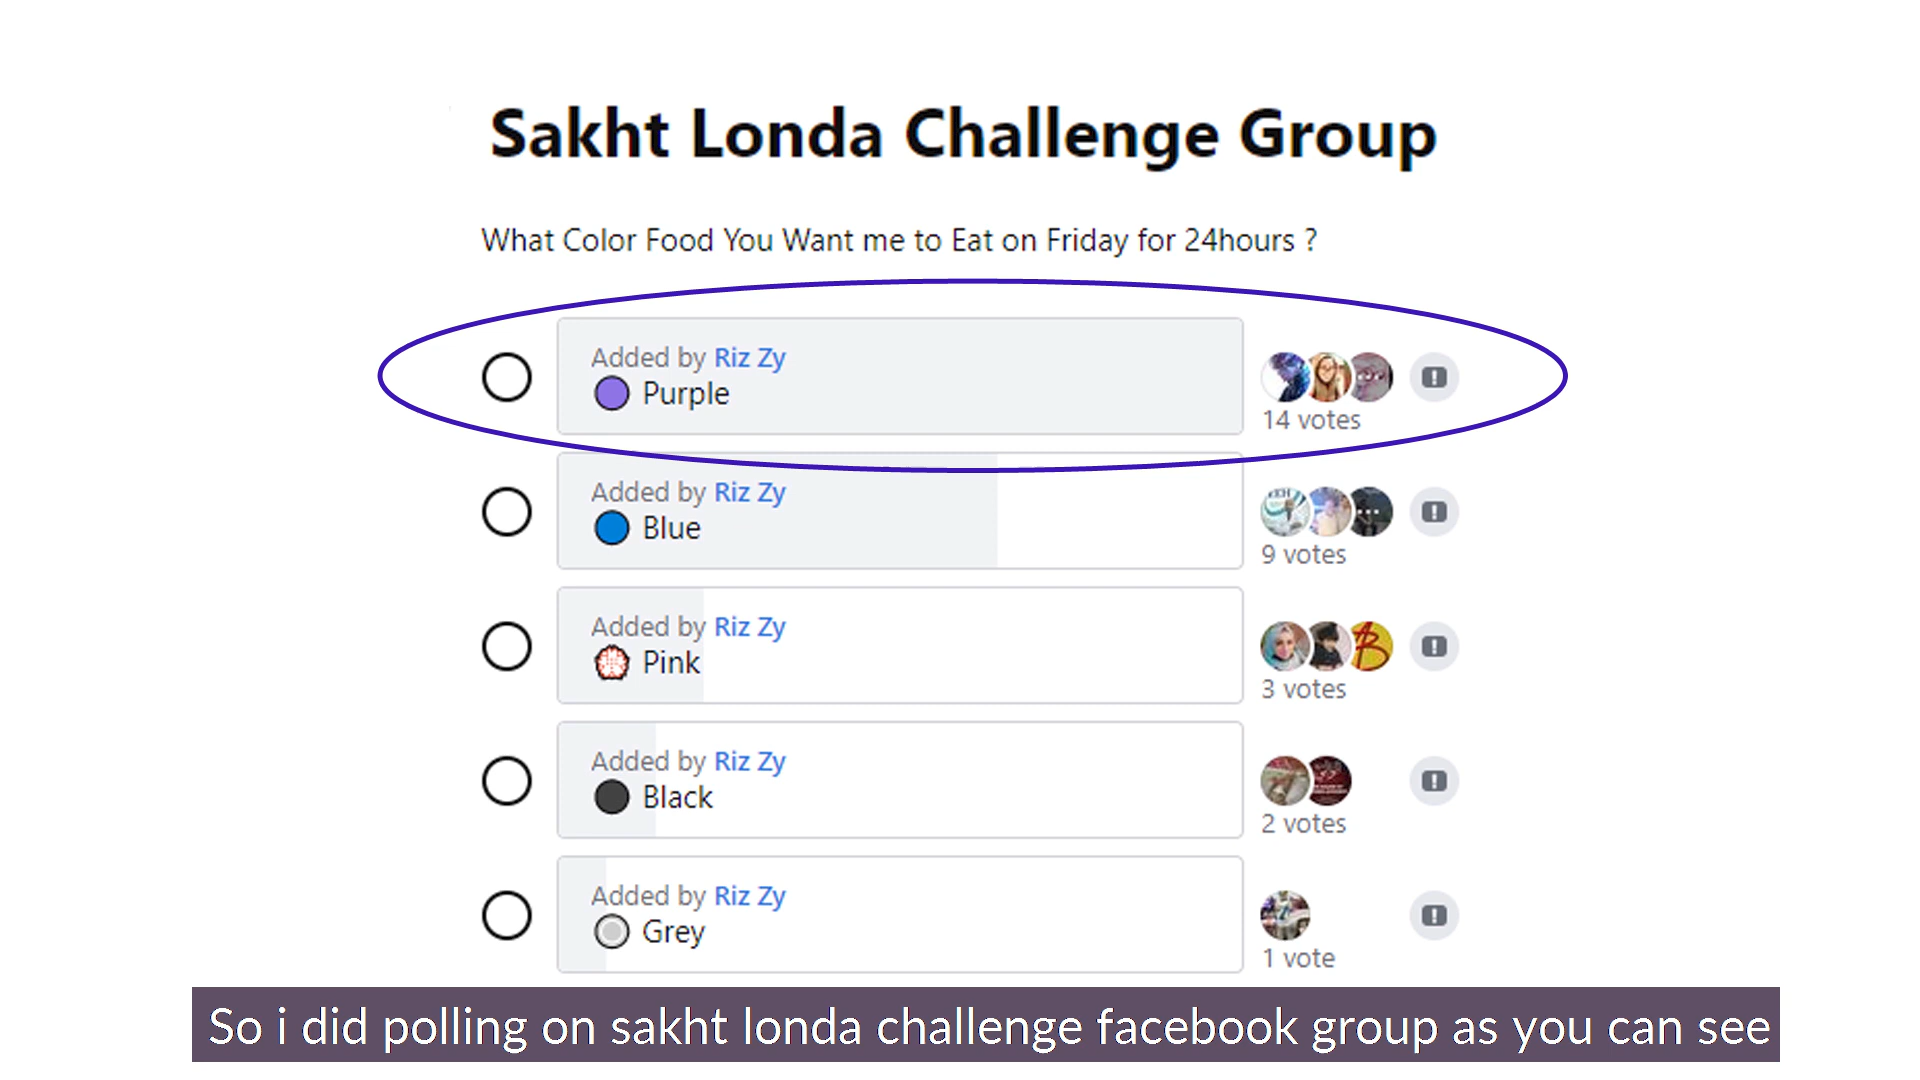 Sakht Londa Challenge Group
What Color Food You Want me to Eat on Friday for 24hours ?
Added by Riz Zy
Purple
14 votes
Added by Riz Zy
Blue
9 votes
Added by Riz Zy
Pink
3 votes
Added by Riz Zy
Black
2 votes
Added by Riz Zy
Grey
1 vote
So i did polling on sakht londa challenge facebook group as you can see